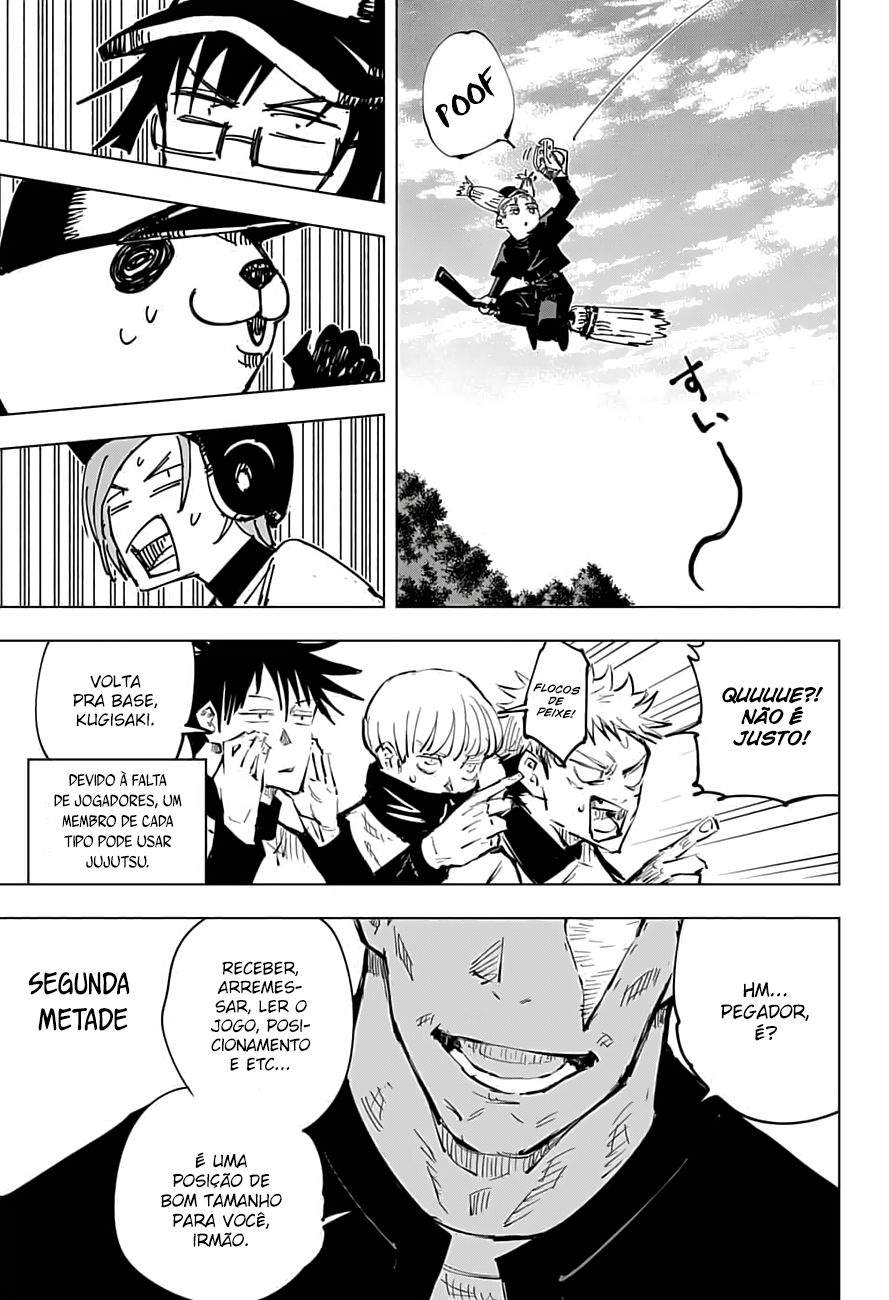 POOF
すいー
QUUUUE?!
NÃO É
JUSTO!
FLOCOS
DE
PEIXE!
VOLTA
PRA BASE,
KUGISAKI.
DEVIDO À FALTA
DE JOGADORES, UM
MEMBRO DE CADA
TIPO PODE USAR
JUJUTSU.
HM...
PEGADOR,
É?
RECEBER,
ARREMES-
SAR, LER O
JOGO, POSI-
CIONAMENTO
E ETC...
É UMA
POSIÇÃO DE
BOM TAMANHO
PARA VOCÊ,
IRMÃO.
SEGUNDA
METADE